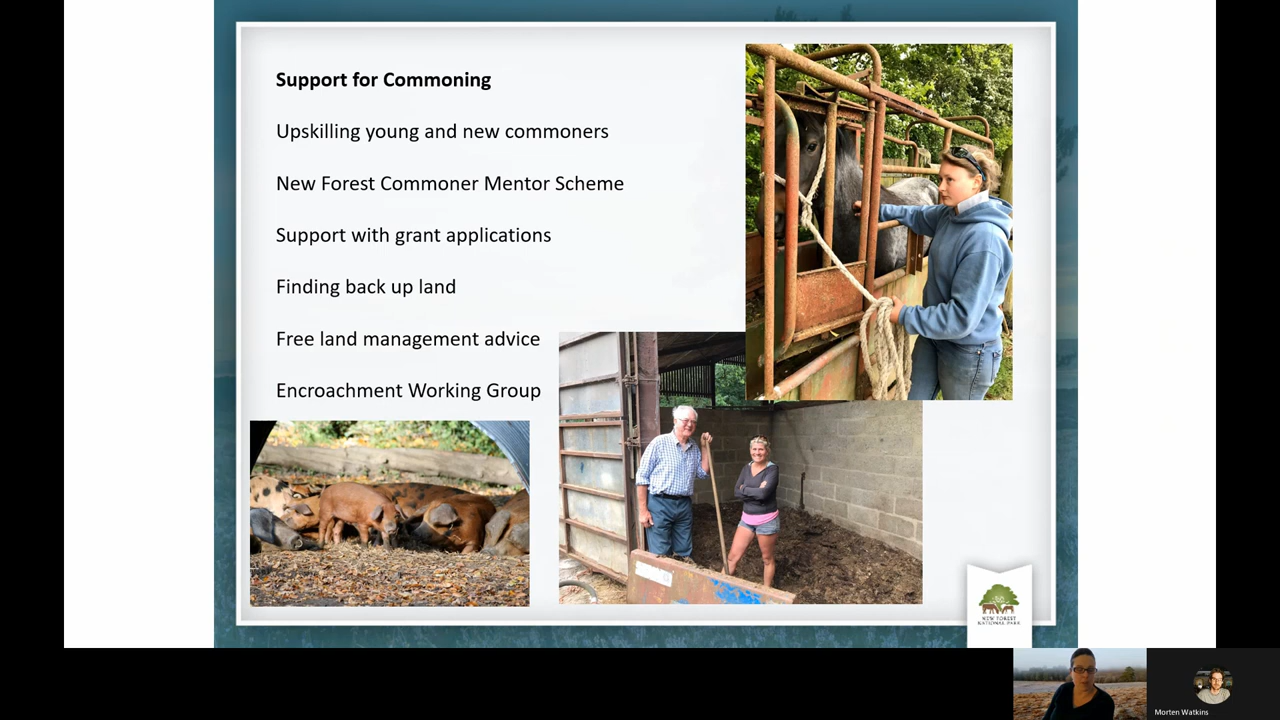 Support for Commoning
Upskilling young and new commoners
New Forest Commoner Mentor Scheme
Support with grant applications
Finding back up land
Free land management advice
Encroachment Working Group
NEW FOREST
NATIONAL PARK
Morten Watkins